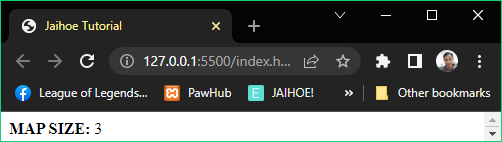 Jaihoe Tutorial
127.0.0.1:5500/index.h...
League of Legends... PawHub E JAIHOE! » Other bookmarks
MAP SIZE: 3